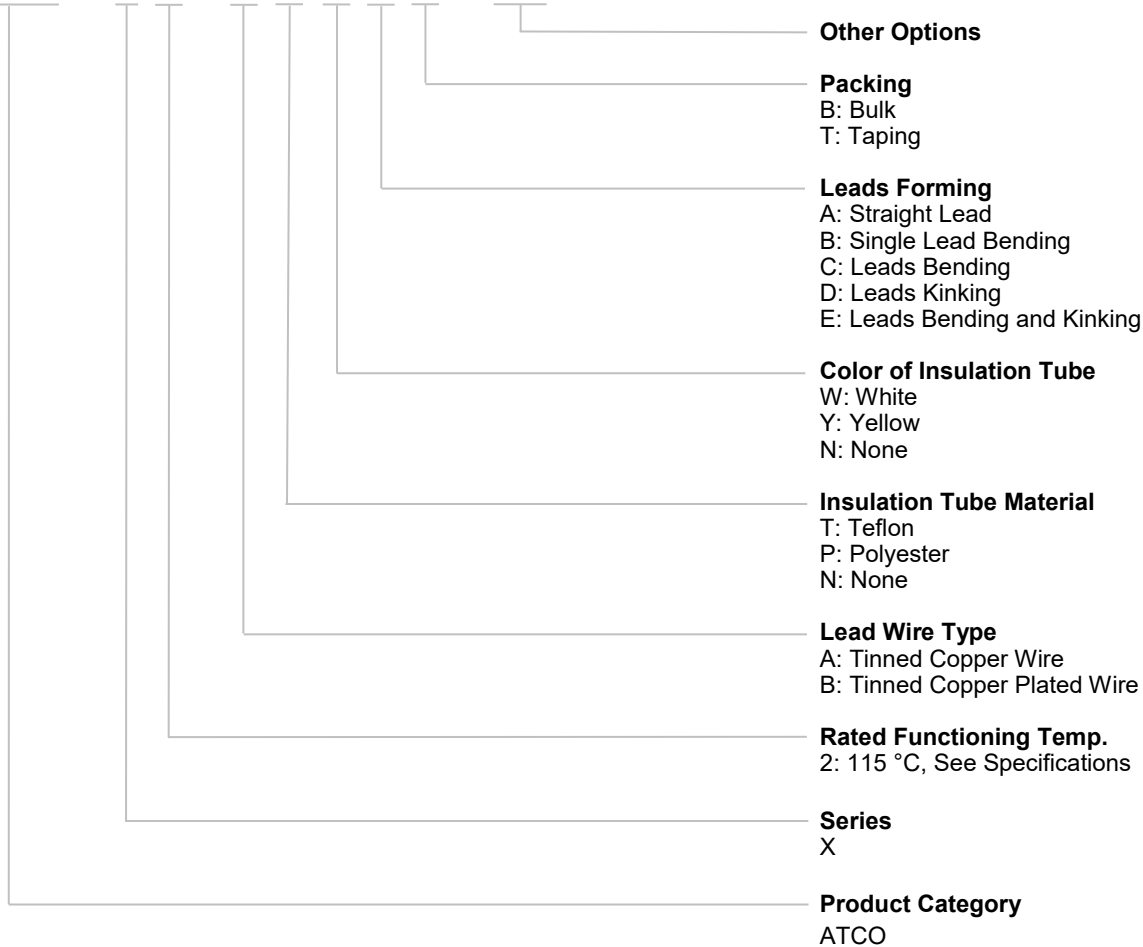 Other Options
Packing
B: Bulk
T: Taping
Leads Forming
A: Straight Lead
B: Single Lead Bending
C: Leads Bending
D: Leads Kinking
E: Leads Bending and Kinking
Color of Insulation Tube
W: White
Y: Yellow
N: None
Insulation Tube Material
T: Teflon
P: Polyester
N: None
Lead Wire Type
A: Tinned Copper Wire
B: Tinned Copper Plated Wire
Rated Functioning Temp.
2: 115 °C, See Specifications
Series
X
Product Category
ATCO